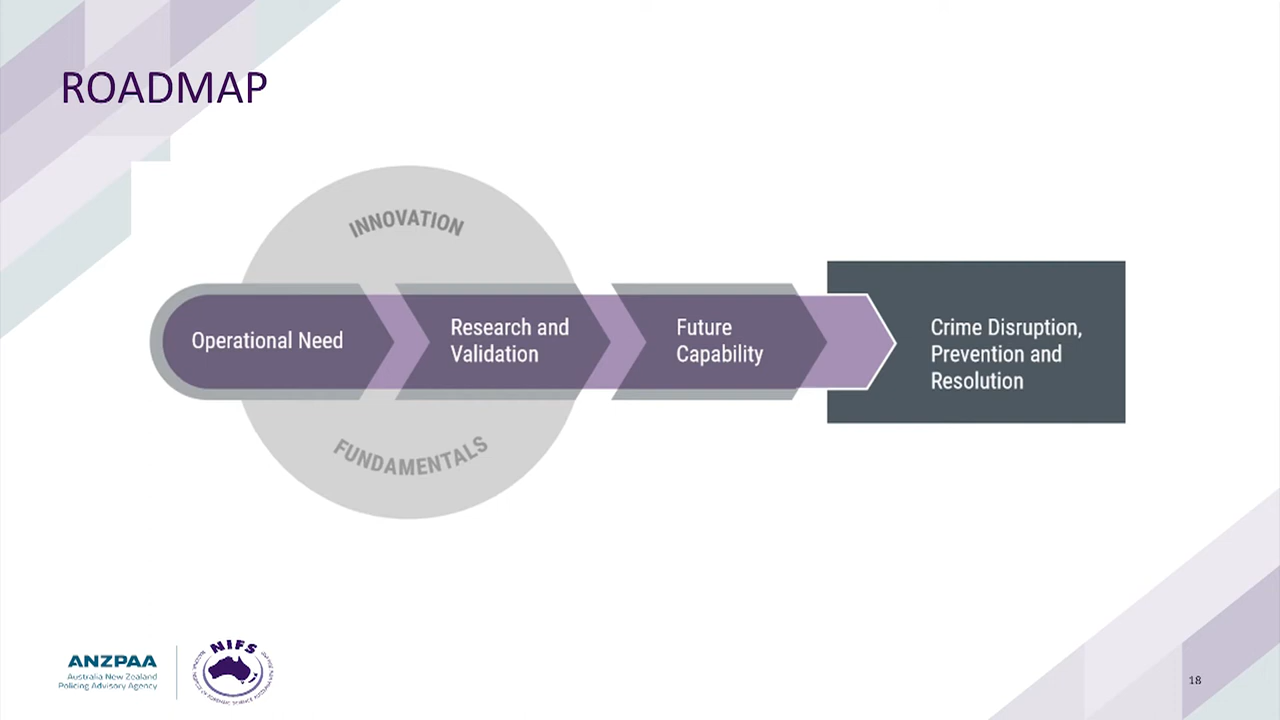 ROADMAP
INNOVATION
Operational Need
Research and
Validation
Future
Capability
Crime Disruption,
Prevention and
Resolution
FUNDAMENTALS
ANZPAA
Australia New Zealand
Policing Advisory Agency
NIFS
18